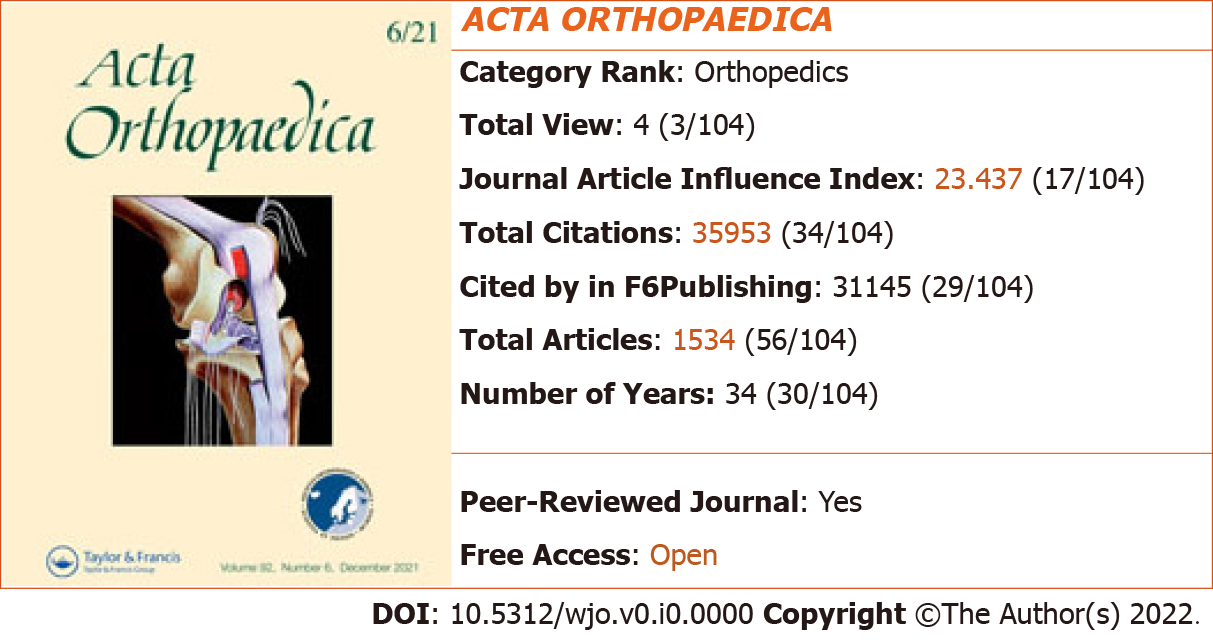 6/21
Acta
Orthopaedica
Taylor & Francis
Taylor & Francis Group
Volume 92, Number 6, December 2021
ACTA ORTHOPAEDICA
Category Rank: Orthopedics
Total View: 4 (3/104)
Journal Article Influence Index: 23.437 (17/104)
Total Citations: 35953 (34/104)
Cited by in F6Publishing: 31145 (29/104)
Total Articles: 1534 (56/104)
Number of Years: 34 (30/104)
Peer-Reviewed Journal: Yes
Free Access: Open
DOI: 10.5312/wjo.v0.i0.0000 Copyright ©The Author(s) 2022.